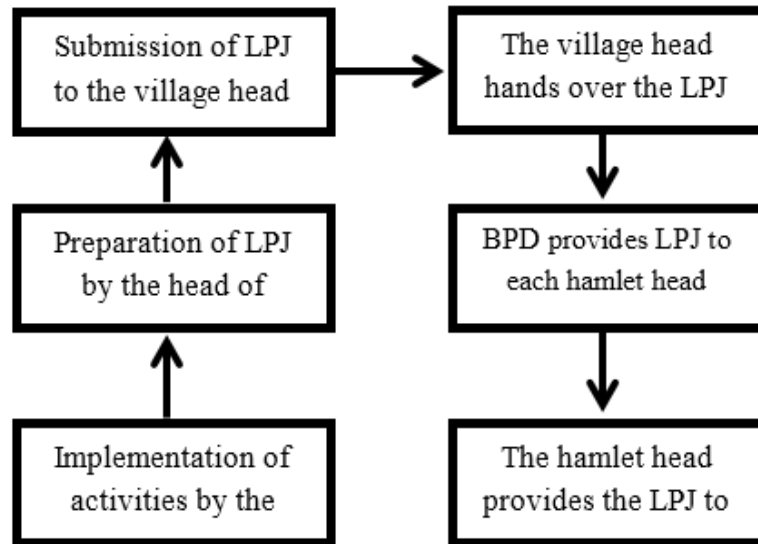 Submission of LPJ
to the village head
The village head
hands over the LPJ
Preparation of LPJ
by the head of
BPD provides LPJ to
each hamlet head
Implementation of
activities by the
The hamlet head
provides the LPJ to